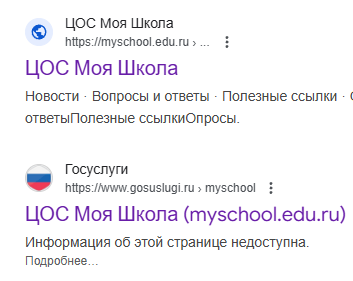 ЦОС Моя Школа
https://myschool.edu.ru › ...
ЦОС Моя Школа
Новости · Вопросы и ответы · Полезные ссылки ·
ответыПолезные ссылкиОпросы.
Госуслуги
https://www.gosuslugi.ru › myschool
ЦОС Моя Школа (myschool.edu.ru)
Информация об этой странице недоступна.
Подробнее...